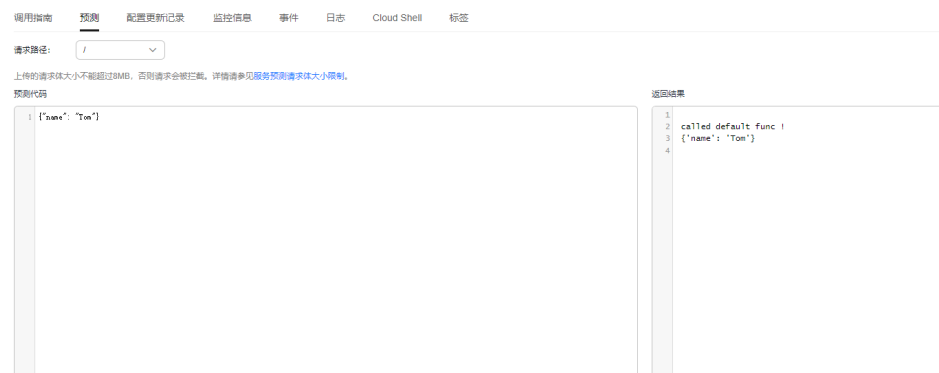 调用指南 预测 配置更新记录 监控信息 事件 日志 Cloud Shell 标签
请求路径： /
上传的请求体大小不能超过8MB，否则请求会被拦截。详情请参见服务预测请求体大小限制。
预测代码 返回结果
1 {"name": "Tom"}
1
2 called default func !
3 {'name': 'Tom'}
4